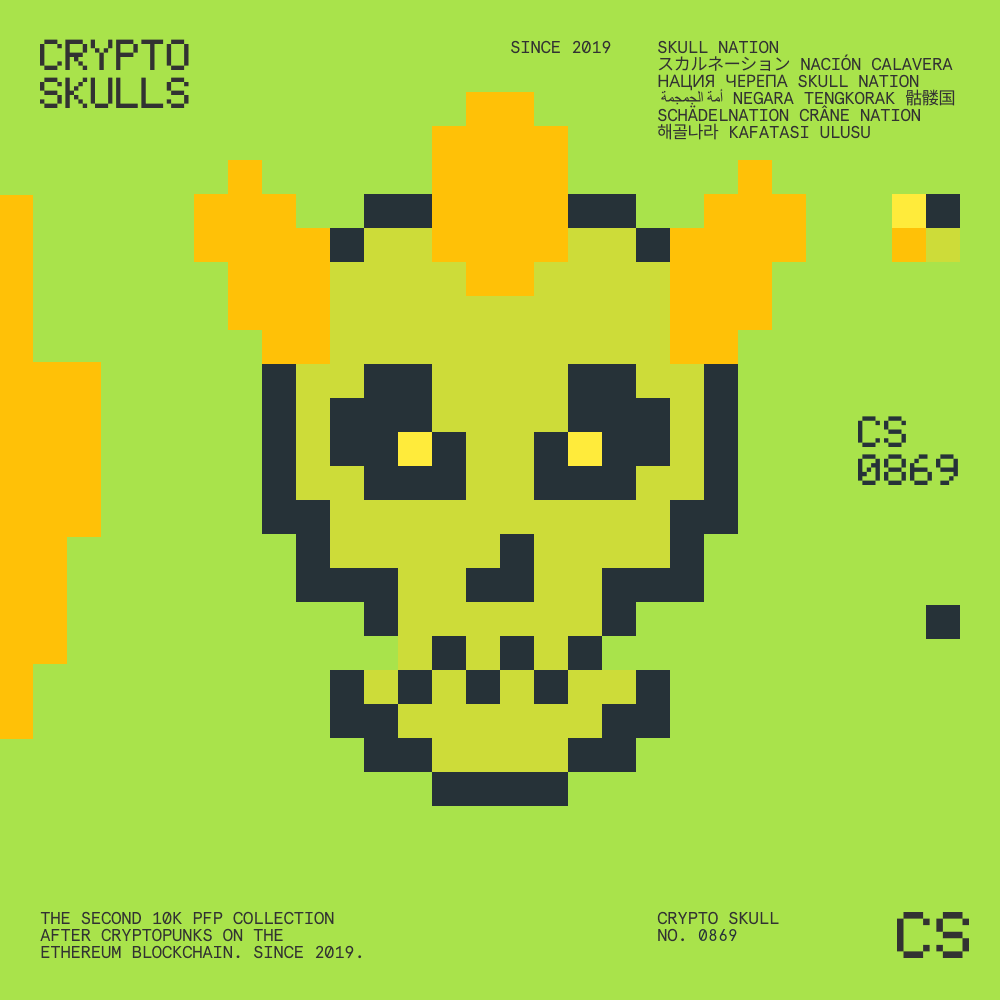 CRYPTO
SKULLS
SINCE 2019
SKULL NATION
スカルネーション NACIÓN CALAVERA
НАЦИЯ ЧЕРЕПА SKULL NATION
أمة الجمجمة NEGARA TENGKORAK 骷髅国
SCHÄDELNATION CRÂNE NATION
해골나라 KAFATASI ULUSU
CS
0869
THE SECOND 10K PFP COLLECTION
AFTER CRYPTOPUNKS ON THE
ETHEREUM BLOCKCHAIN. SINCE 2019.
CRYPTO SKULL
NO. 0869
CS